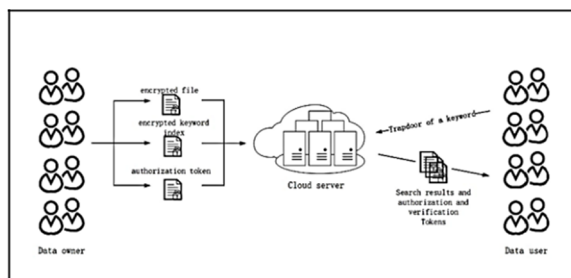 encrypted file
encrypted keyword
index
authorization token
Data owner
Cloud server
Trapdoor of a keyword
Search results and
authorization and
verification
Tokens
Data user